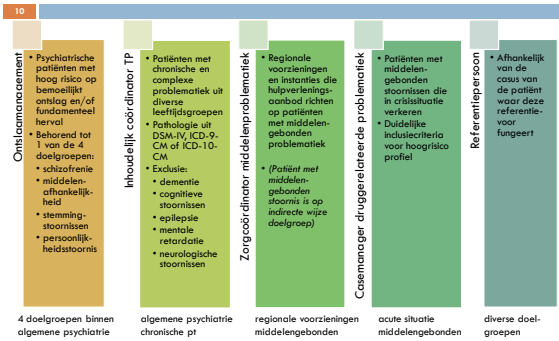 10
Ontslagmanagement
• Psychiatrische
patiënten met
hoog risico op
bemoeilijkt
ontslag en/of
fundamenteel
herval
• Behorend tot
1 van de 4
doelgroepen:
• schizofrenie
• middelen-
afhankelijk-
heid
• stemming-
stoornissen
• persoonlijk-
heidsstoornis
Inhoudelijk coördinator TP
• Patiënten met
chronische en
complexe
problematiek uit
diverse
leeftijdsgroepen
• Pathologie uit
DSM-IV, ICD-9-
CM of ICD-10-
CM
• Exclusie:
• dementie
• cognitieve
stoornissen
• epilepsie
• mentale
retardatie
• neurologische
stoornissen
Zorgcoördinator middelenproblematiek
• Regionale
voorzieningen
en instanties die
hulpverlenings-
aanbod richten
op patiënten
met middelen-
gebonden
problematiek
• (Patiënt met
middelen-
gebonden
stoornis is op
indirecte wijze
doelgroep)
Casemanager druggerelateerde problematiek
• Patiënten met
middelen-
gebonden
stoornissen die
in crisissituatie
verkeren
• Duidelijke
inclusiecriteria
voor hoogrisico
profiel
Referentiepersoon
• Afhankelijk
van de
casus van
de patiënt
waar deze
referentie-
voor
fungeert
4 doelgroepen binnen
algemene psychiatrie
algemene psychiatrie
chronische pt
regionale voorzieningen
middelengebonden
acute situatie
middelengebonden
diverse doel-
groepen